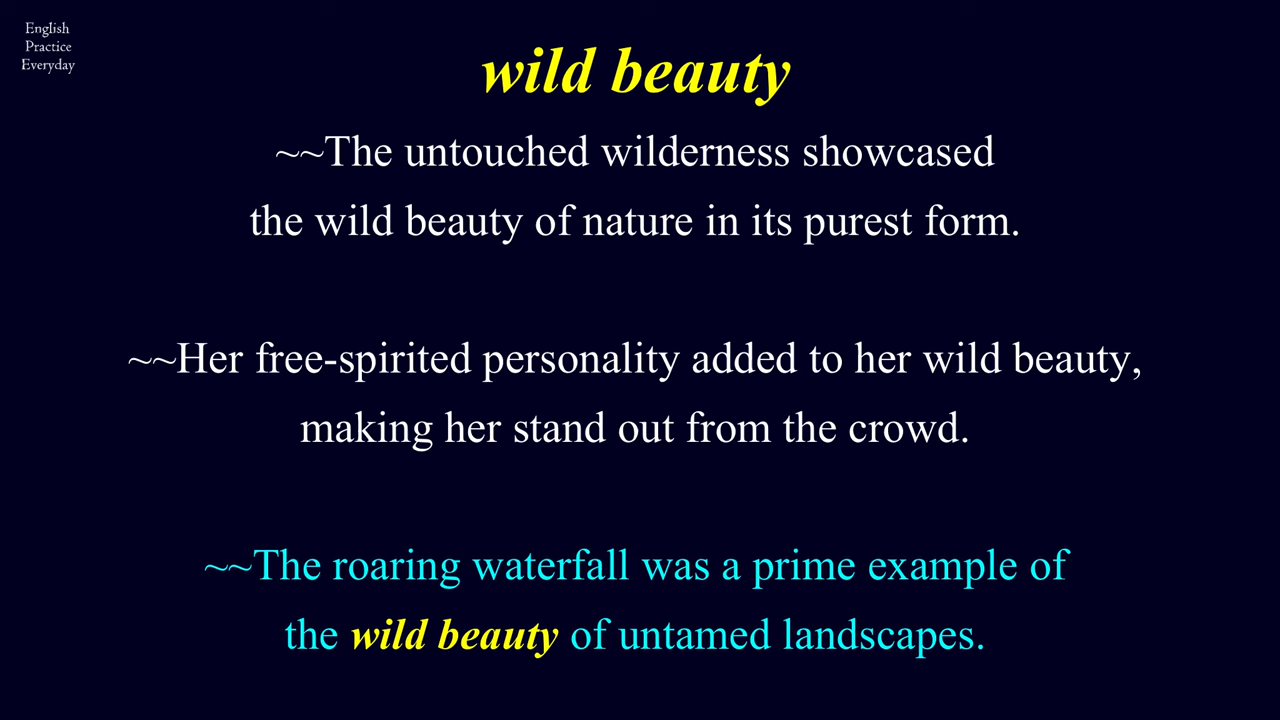 English
Practice
Everyday
wild beauty
~~The untouched wilderness showcased
the wild beauty of nature in its purest form.
~~Her free-spirited personality added to her wild beauty,
making her stand out from the crowd.
~~The roaring waterfall was a prime example of
the wild beauty of untamed landscapes.